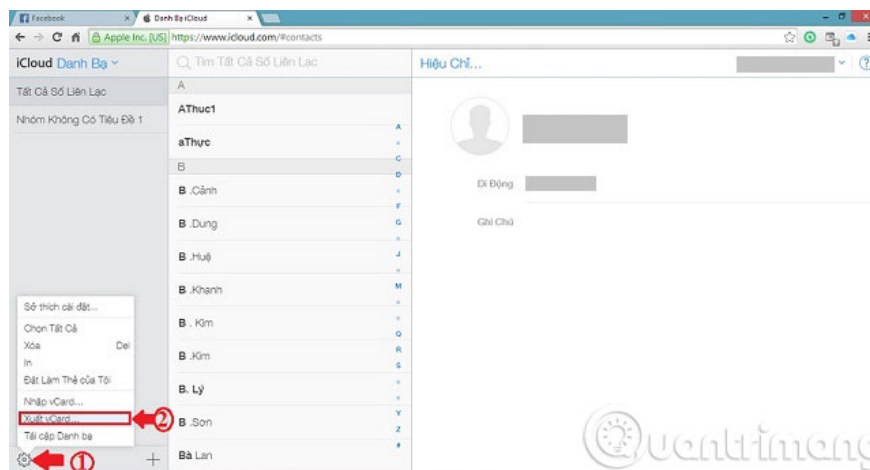 Facebook
Danh Bạ iCloud
Apple Inc. [US]
https://www.icloud.com/#contacts
iCloud Danh Bạ
Tìm Tất Cả Số Liên Lạc
Hiệu Chỉ...
Tất Cả Số Liên Lạc
Nhóm Không Có Tiêu Đề 1
A
AThuc1
aThực
B
B .Cảnh
B .Dung
B .Huệ
B .Khanh
B . Kim
B .Kim
B. Lý
B .Sơn
Bà Lan
A
C
D
F
G
J
M
Q
R
S
Y
Z
#
Di Động
Ghi Chú
Sở thích cài đặt...
Chọn Tất Cả
Xóa Del
In
Đặt Làm Thẻ của Tôi
Nhập vCard...
Xuất vCard...
Tải cập Danh bạ
1
2
Quantrimang